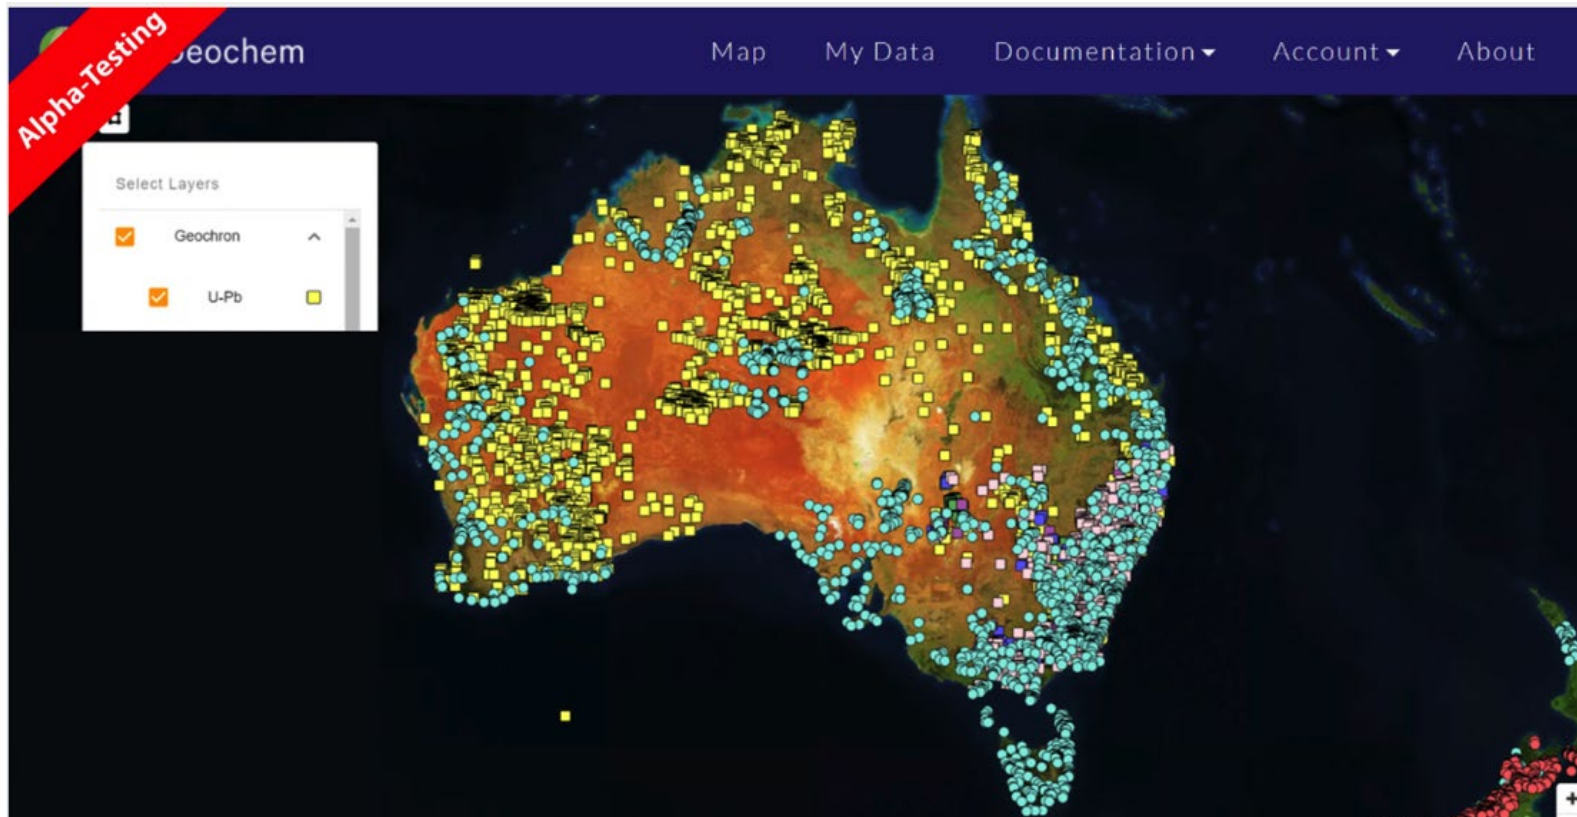 Alpha-Testing
eochem
Map
My Data
Documentation
Account
About
Select Layers
Geochron
U-Pb